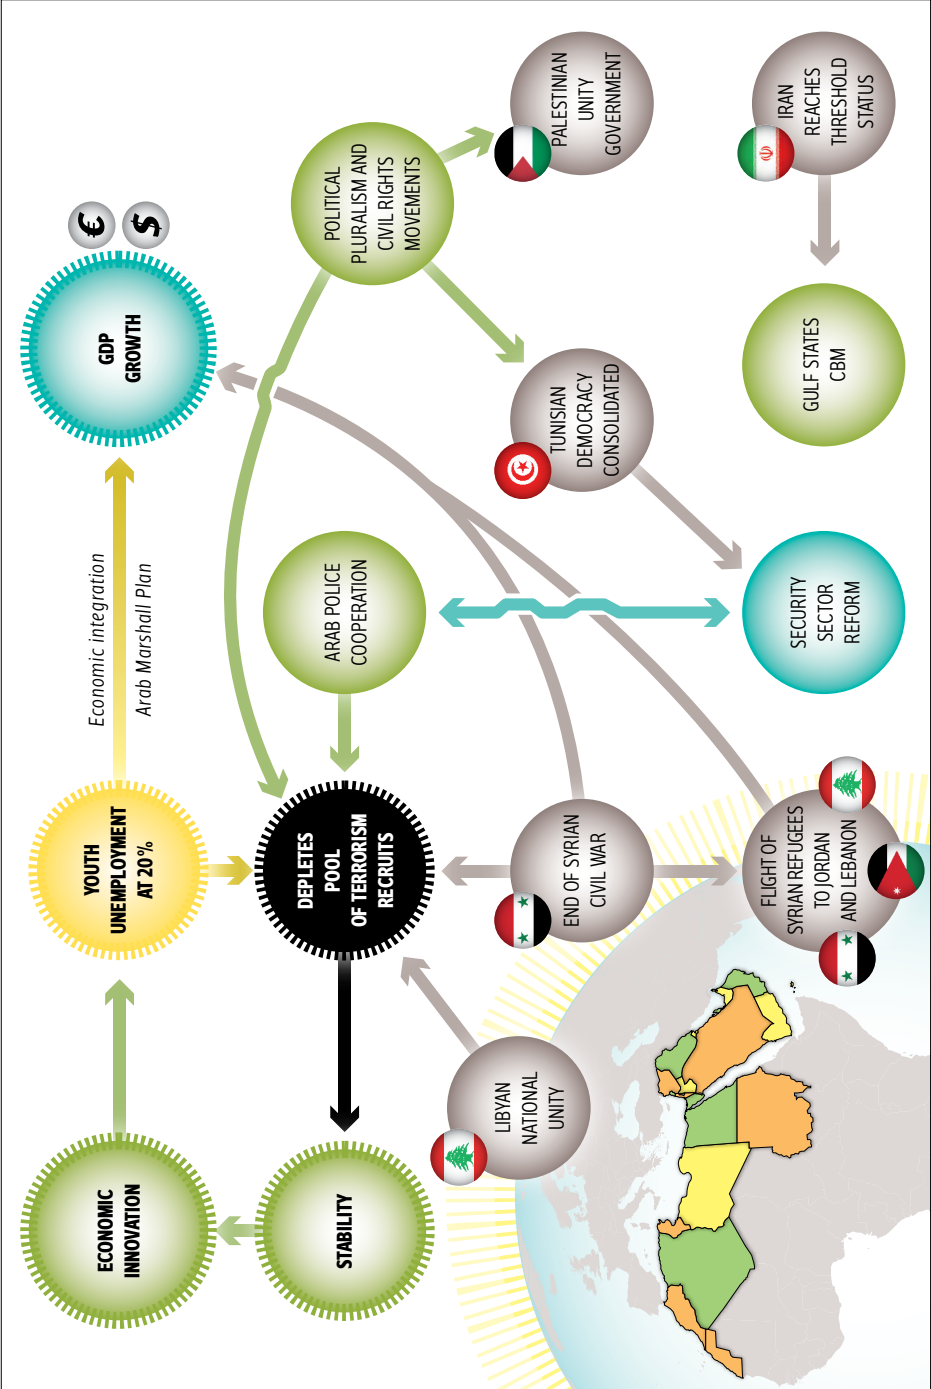 ECONOMIC
INNOVATION
YOUTH
UNEMPLOYMENT
AT 20 %
Economic integration
Arab Marshall Plan
GDP
GROWTH
€
$
STABILITY
DEPLETES
POOL
OF TERRORISM
RECRUITS
ARAB POLICE
COOPERATION
POLITICAL
PLURALISM AND
CIVIL RIGHTS
MOVEMENTS
LIBYAN
NATIONAL
UNITY
END OF SYRIAN
CIVIL WAR
TUNISIAN
DEMOCRACY
CONSOLIDATED
PALESTINIAN
UNITY
GOVERNMENT
FLIGHT OF
SYRIAN REFUGEES
TO JORDAN
AND LEBANON
SECURITY
SECTOR
REFORM
GULF STATES
CBM
IRAN
REACHES
THRESHOLD
STATUS